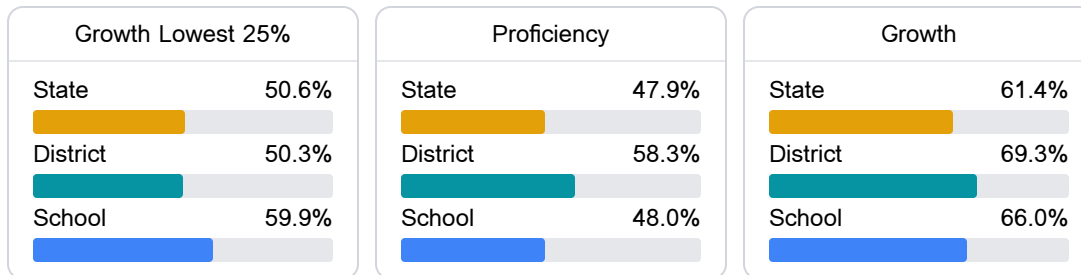 Growth Lowest 25%
State 50.6%
District 50.3%
School 59.9%
Proficiency
State 47.9%
District 58.3%
School 48.0%
Growth
State 61.4%
District 69.3%
School 66.0%